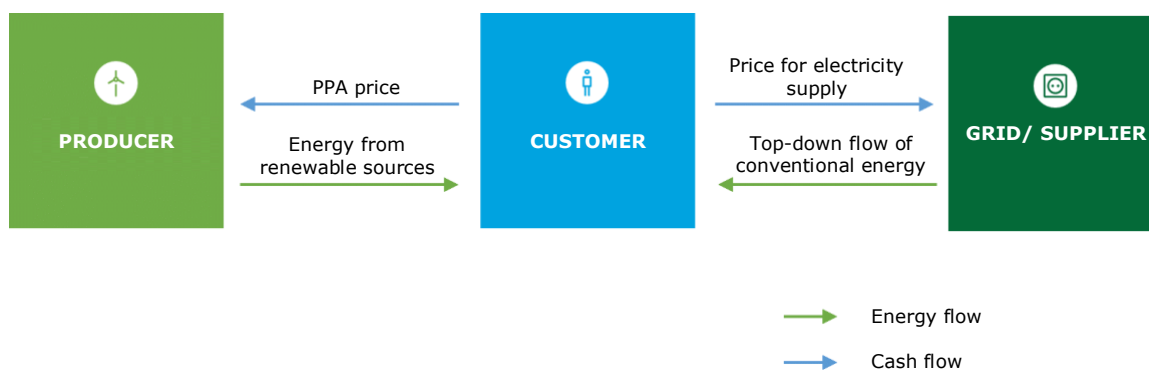 PRODUCER
PPA price
Energy from
renewable sources
CUSTOMER
Price for electricity
supply
Top-down flow of
conventional energy
GRID/ SUPPLIER
Energy flow
Cash flow